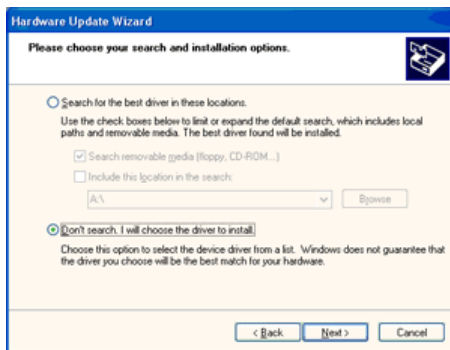 Hardware Update Wizard
Please choose your search and installation options.
Search for the best driver in these locations.
Use the check boxes below to limit or expand the default search, which includes local
paths and removable media. The best driver found will be installed.
Search removable media (floppy, CD-ROM...)
Include this location in the search:
A:\
Browse
Don't search. I will choose the driver to install.
Choose this option to select the device driver from a list. Windows does not guarantee that
the driver you choose will be the best match for your hardware.
< Back Next > Cancel